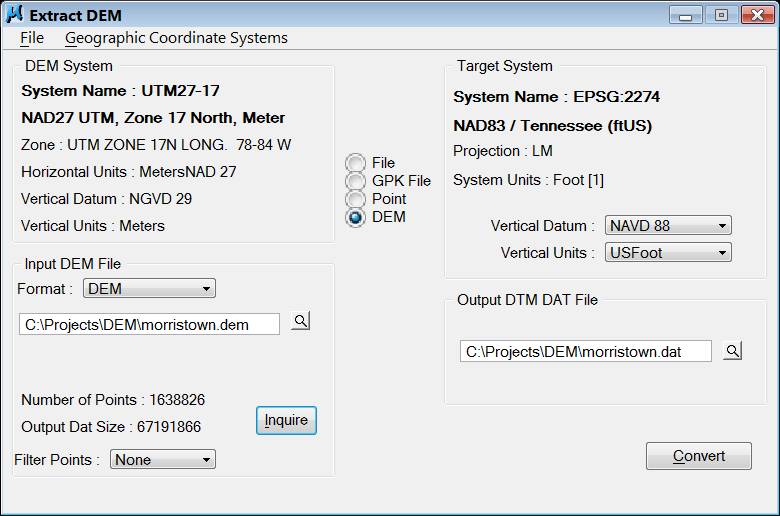 Extract DEM
File Geographic Coordinate Systems
DEM System
System Name : UTM27-17
NAD27 UTM, Zone 17 North, Meter
Zone : UTM ZONE 17N LONG.  78-84 W
Horizontal Units : MetersNAD 27
Vertical Datum : NGVD 29
Vertical Units : Meters
File
GPK File
Point
DEM
Target System
System Name : EPSG:2274
NAD83 / Tennessee (ftUS)
Projection : LM
System Units : Foot [1]
Vertical Datum : NAVD 88
Vertical Units : USFoot
Input DEM File
Format : DEM
C:\Projects\DEM\morristown.dem
Number of Points : 1638826
Output Dat Size : 67191866
Inquire
Filter Points : None
Output DTM DAT File
C:\Projects\DEM\morristown.dat
Convert